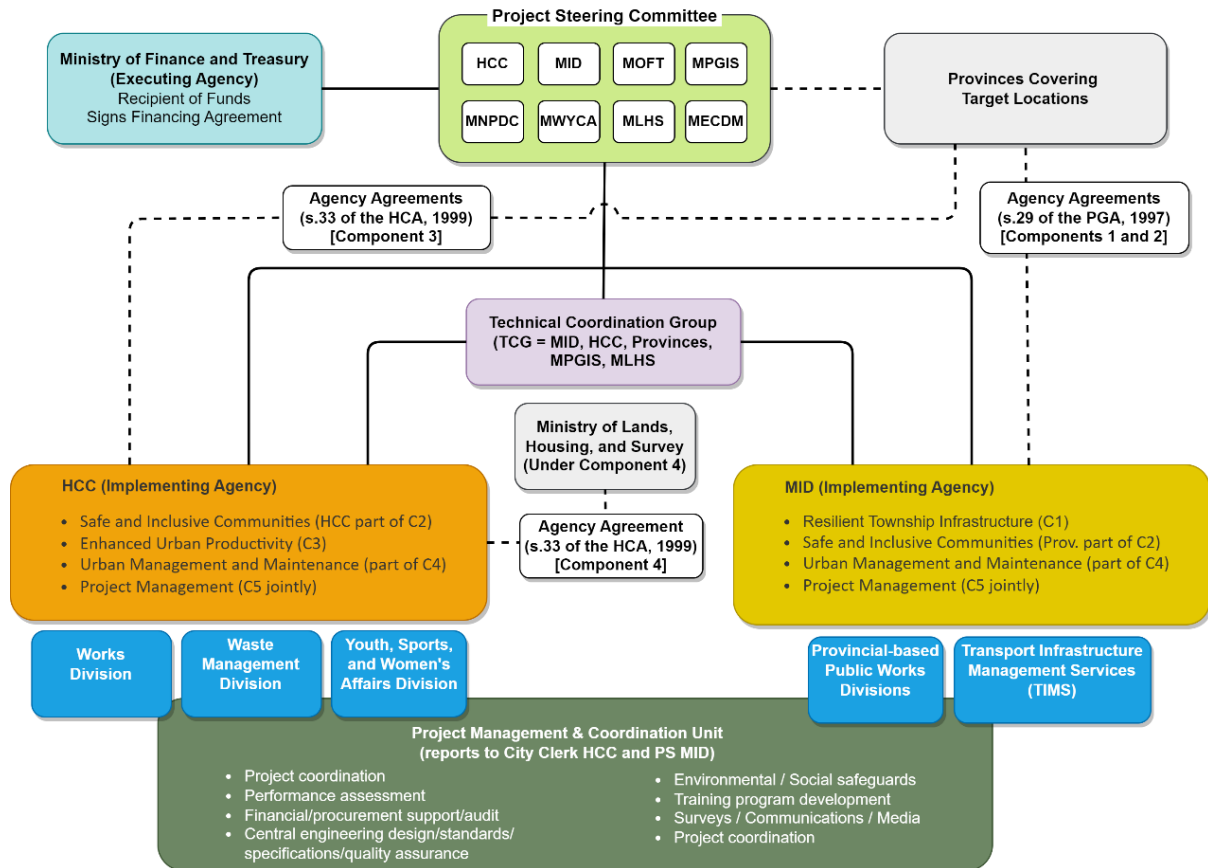 Project Steering Committee
Ministry of Finance and Treasury
(Executing Agency)
Recipient of Funds
Signs Financing Agreement
HCC
MID
MOFT
MPGIS
MNPDC
MWYCA
MLHS
MECDM
Provinces Covering
Target Locations
Agency Agreements
(s.33 of the HCA, 1999)
[Component 3]
Agency Agreements
(s.29 of the PGA, 1997)
[Components 1 and 2]
Technical Coordination Group
(TCG = MID, HCC, Provinces,
MPGIS, MLHS
Ministry of Lands,
Housing, and Survey
(Under Component 4)
Agency Agreement
(s.33 of the HCA, 1999)
[Component 4]
HCC (Implementing Agency)
• Safe and Inclusive Communities (HCC part of C2)
• Enhanced Urban Productivity (C3)
• Urban Management and Maintenance (part of C4)
• Project Management (C5 jointly)
MID (Implementing Agency)
• Resilient Township Infrastructure (C1)
• Safe and Inclusive Communities (Prov. part of C2)
• Urban Management and Maintenance (part of C4)
• Project Management (C5 jointly)
Works
Division
Waste
Management
Division
Youth, Sports,
and Women's
Affairs Division
Provincial-based
Public Works
Divisions
Transport Infrastructure
Management Services
(TIMS)
Project Management & Coordination Unit
(reports to City Clerk HCC and PS MID)
• Project coordination
• Performance assessment
• Financial/procurement support/audit
• Central engineering design/standards/
specifications/quality assurance
• Environmental / Social safeguards
• Training program development
• Surveys / Communications / Media
• Project coordination